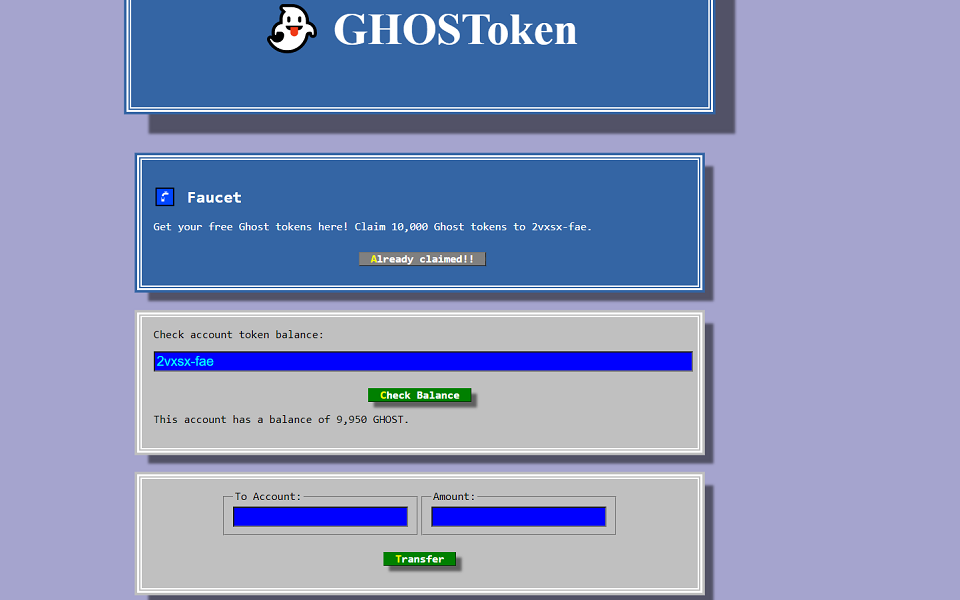 GHOSToken
Faucet
Get your free Ghost tokens here! Claim 10,000 Ghost tokens to 2vxsx-fae.
Already claimed!!
Check account token balance:
2vxsx-fae
Check Balance
This account has a balance of 9,950 GHOST.
To Account: Amount:
Transfer